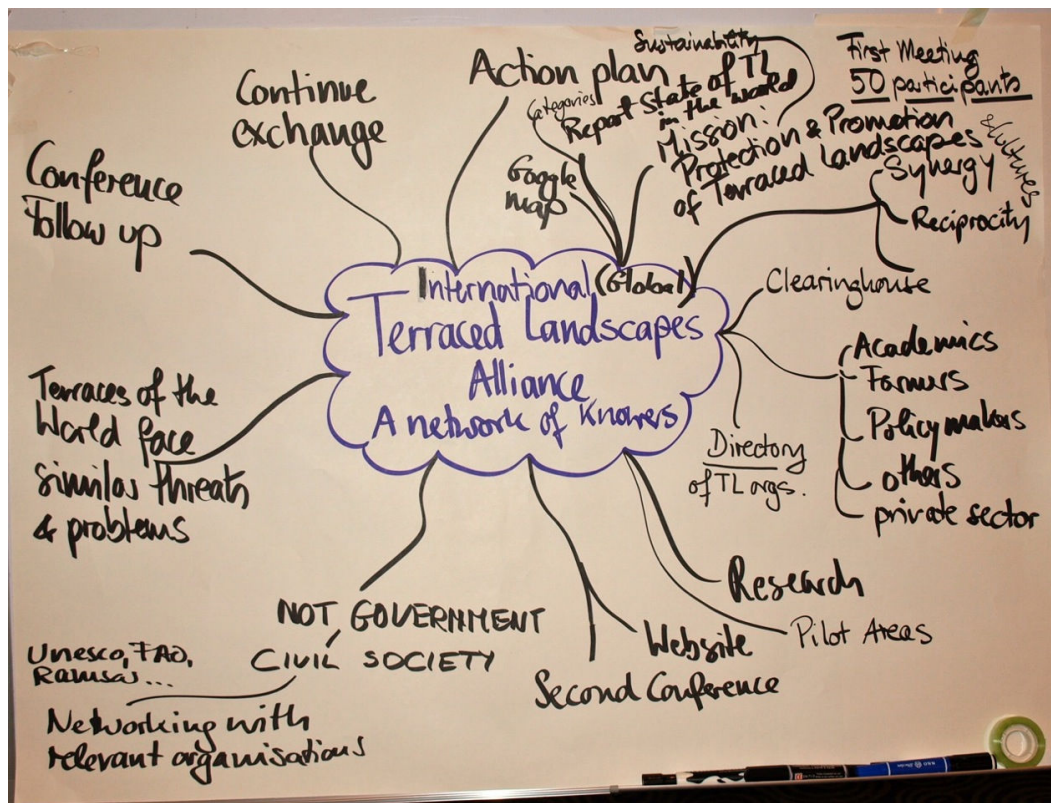 Continue
exchange
Action plan
Sustainability
Categories
Report State of TL
in the world
Mission:
Protection & Promotion
of Terraced Landscapes
& Cultures
Goggle
map
First Meeting
50 participants
Synergy
Reciprocity
Conference
Follow up
International (Global)
Terraced Landscapes
Alliance
A network of Knowers
Clearinghouse
Academics
Farmers
Policymakers
others
private sector
Directory
of TL orgs.
Terraces of the
World face
similar threats
& problems
Research
Pilot Areas
Website
Second Conference
NOT GOVERNMENT
CIVIL SOCIETY
Unesco, FAO,
Ramsar...
Networking with
relevant organisations